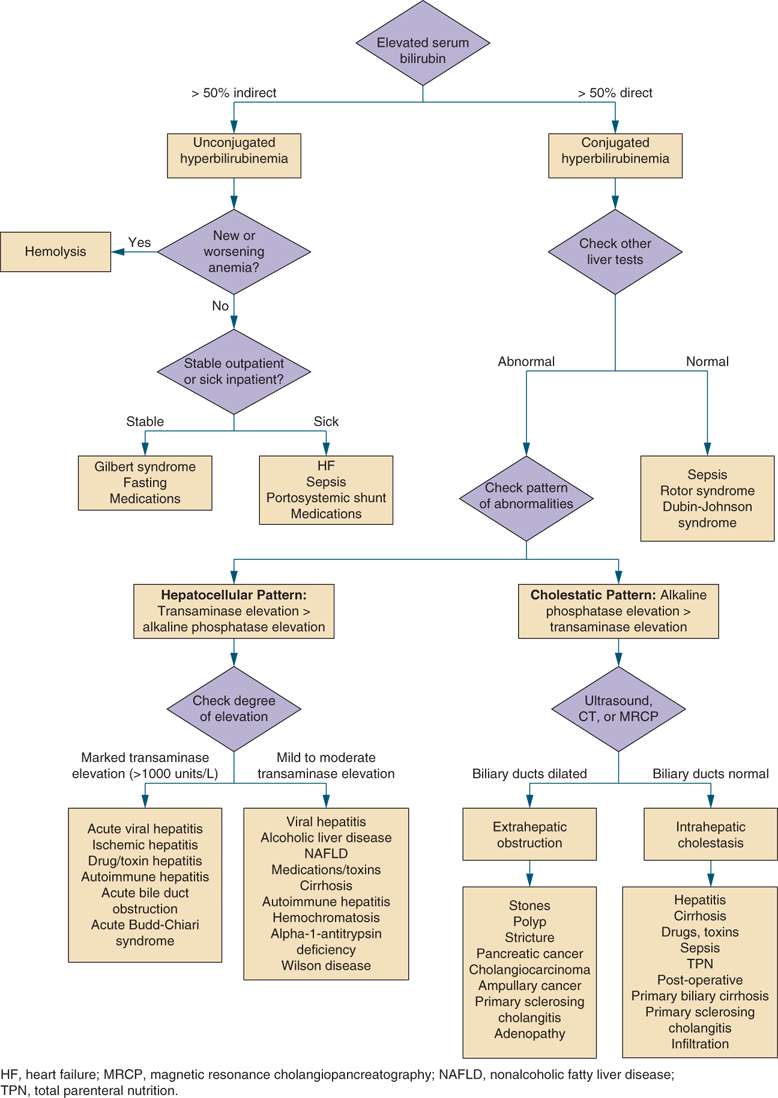 Elevated serum
bilirubin
> 50% indirect
> 50% direct
Unconjugated
hyperbilirubinemia
Conjugated
hyperbilirubinemia
New or
worsening
anemia?
Yes
Hemolysis
Check other
liver tests
No
Stable outpatient
or sick inpatient?
Abnormal
Normal
Stable
Sick
Gilbert syndrome
Fasting
Medications
HF
Sepsis
Portosystemic shunt
Medications
Check pattern
of abnormalities
Sepsis
Rotor syndrome
Dubin-Johnson
syndrome
Hepatocellular Pattern:
Transaminase elevation >
alkaline phosphatase elevation
Cholestatic Pattern: Alkaline
phosphatase elevation >
transaminase elevation
Check degree
of elevation
Ultrasound,
CT, or MRCP
Marked transaminase
elevation (>1000 units/L)
Mild to moderate
transaminase elevation
Biliary ducts dilated
Biliary ducts normal
Acute viral hepatitis
Ischemic hepatitis
Drug/toxin hepatitis
Autoimmune hepatitis
Acute bile duct
obstruction
Acute Budd-Chiari
syndrome
Viral hepatitis
Alcoholic liver disease
NAFLD
Medications/toxins
Cirrhosis
Autoimmune hepatitis
Hemochromatosis
Alpha-1-antitrypsin
deficiency
Wilson disease
Extrahepatic
obstruction
Intrahepatic
cholestasis
Stones
Polyp
Stricture
Pancreatic cancer
Cholangiocarcinoma
Ampullary cancer
Primary sclerosing
cholangitis
Adenopathy
Hepatitis
Cirrhosis
Drugs, toxins
Sepsis
TPN
Post-operative
Primary biliary cirrhosis
Primary sclerosing
cholangitis
Infiltration
HF, heart failure; MRCP, magnetic resonance cholangiopancreatography; NAFLD, nonalcoholic fatty liver disease;
TPN, total parenteral nutrition.